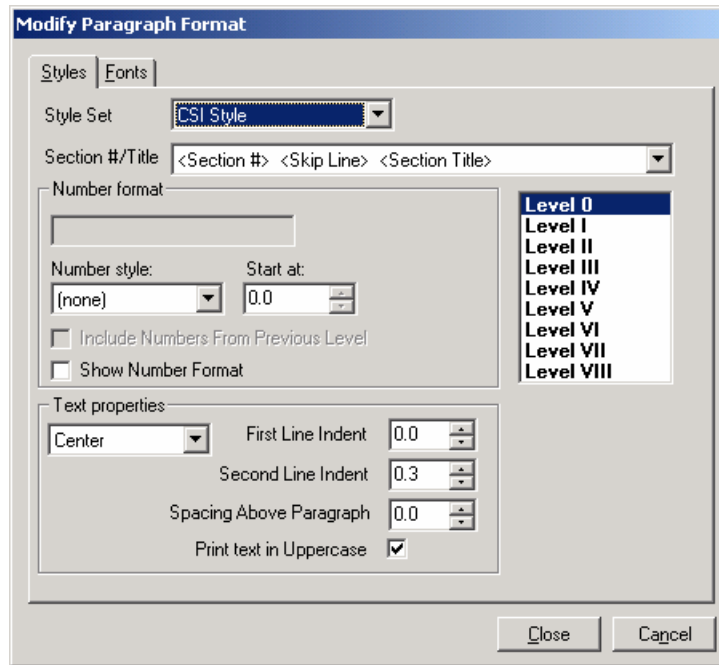 Modify Paragraph Format
Styles Fonts
Style Set CSI Style
Section #/Title <Section #> <Skip Line> <Section Title>
Number format
Number style: Start at:
(none) 0.0
Include Numbers From Previous Level
Show Number Format
Level 0
Level I
Level II
Level III
Level IV
Level V
Level VI
Level VII
Level VIII
Text properties
Center First Line Indent 0.0
Second Line Indent 0.3
Spacing Above Paragraph 0.0
Print text in Uppercase
Close Cancel